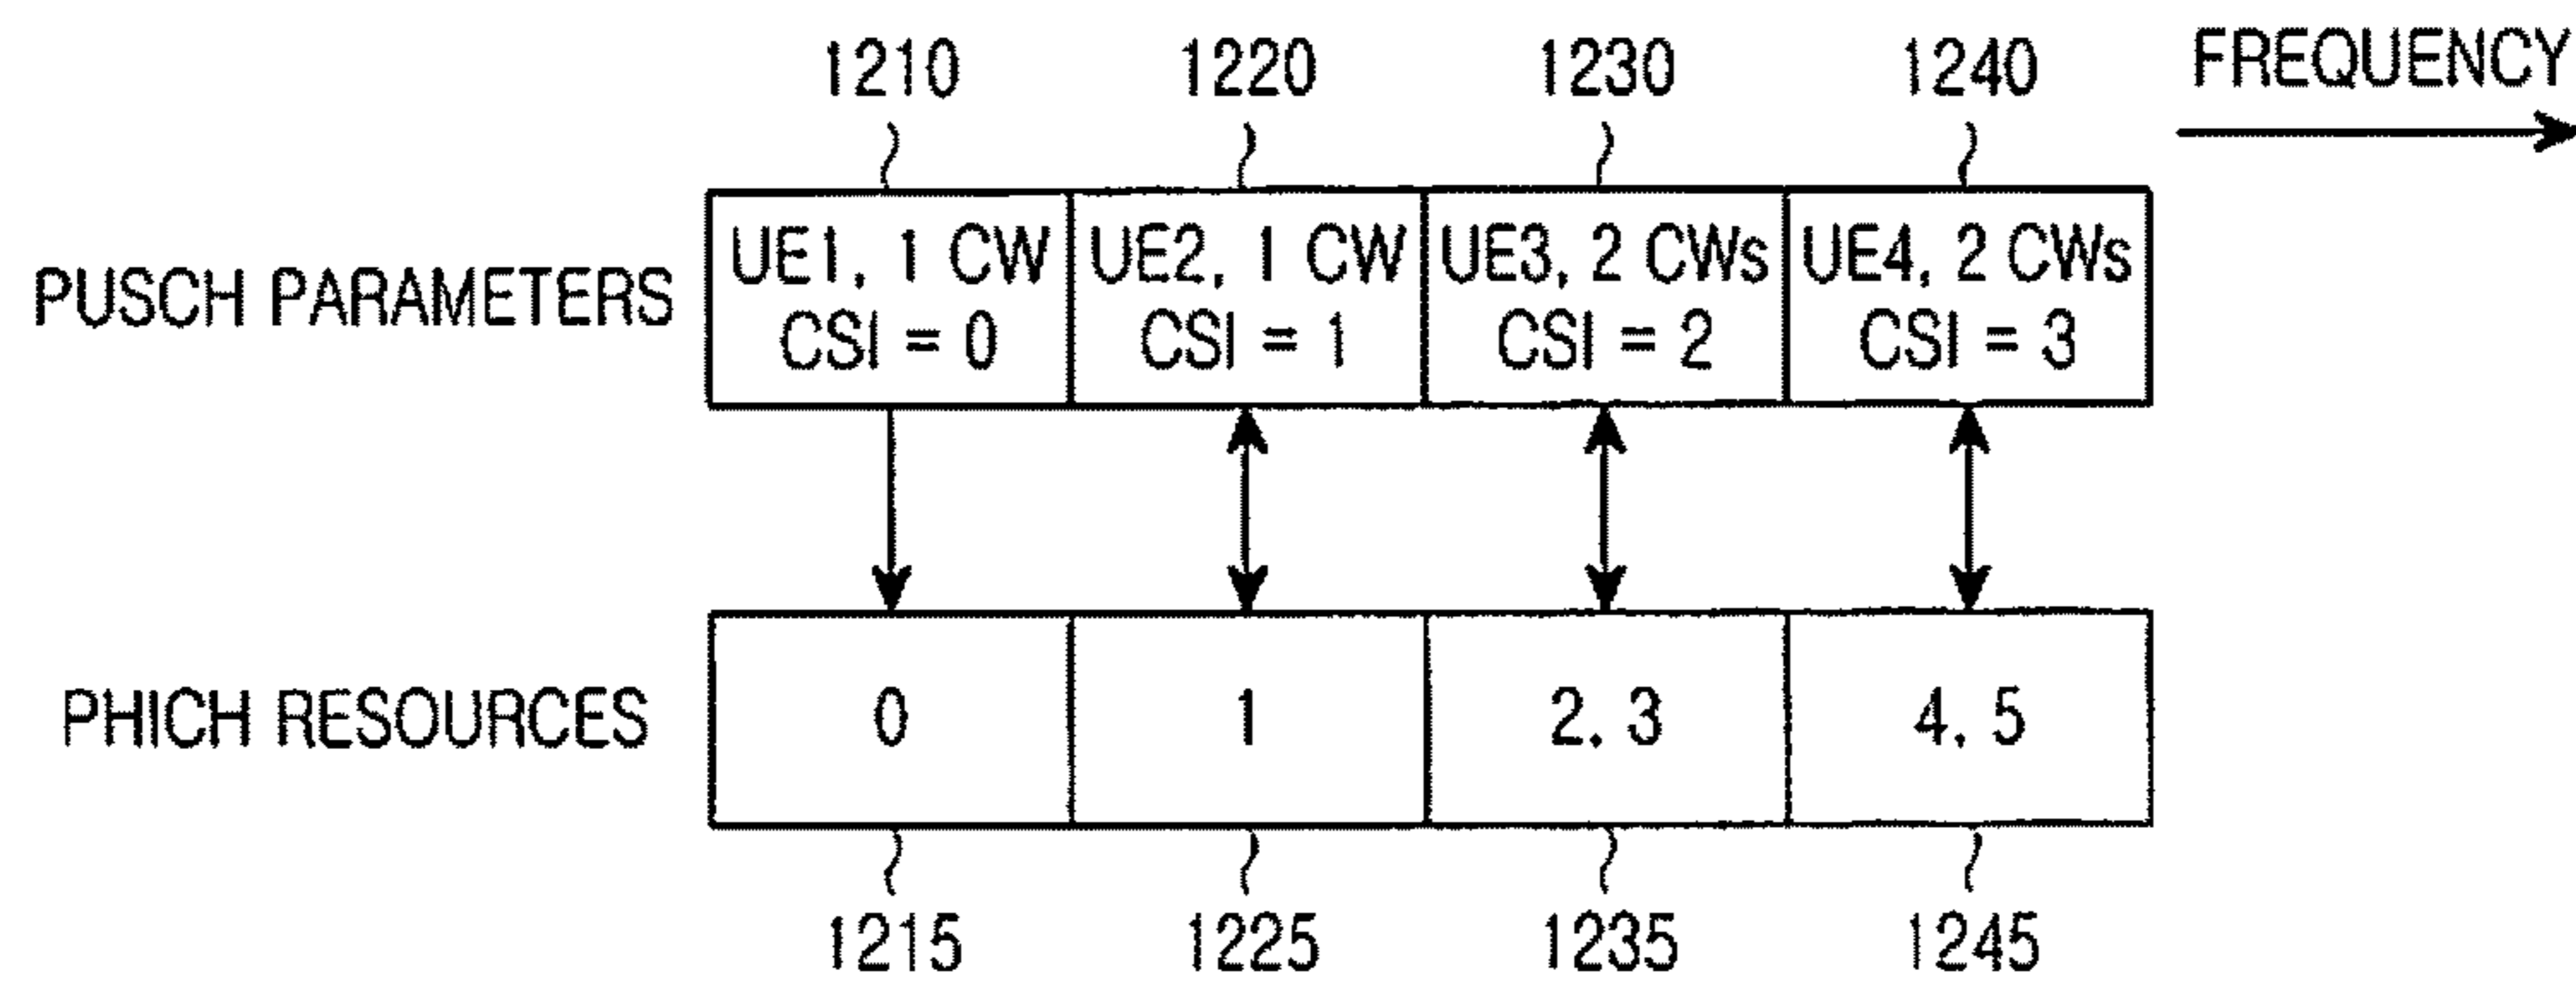 1210 1220 1230 1240 FREQUENCY
UE1, 1 CW UE2, 1 CW UE3, 2 CWs UE4, 2 CWs
PUSCH PARAMETERS
CSI = 0 CSI = 1 CSI = 2 CSI = 3
PHICH RESOURCES 0 1 2, 3 4, 5
1215 1225 1235 1245